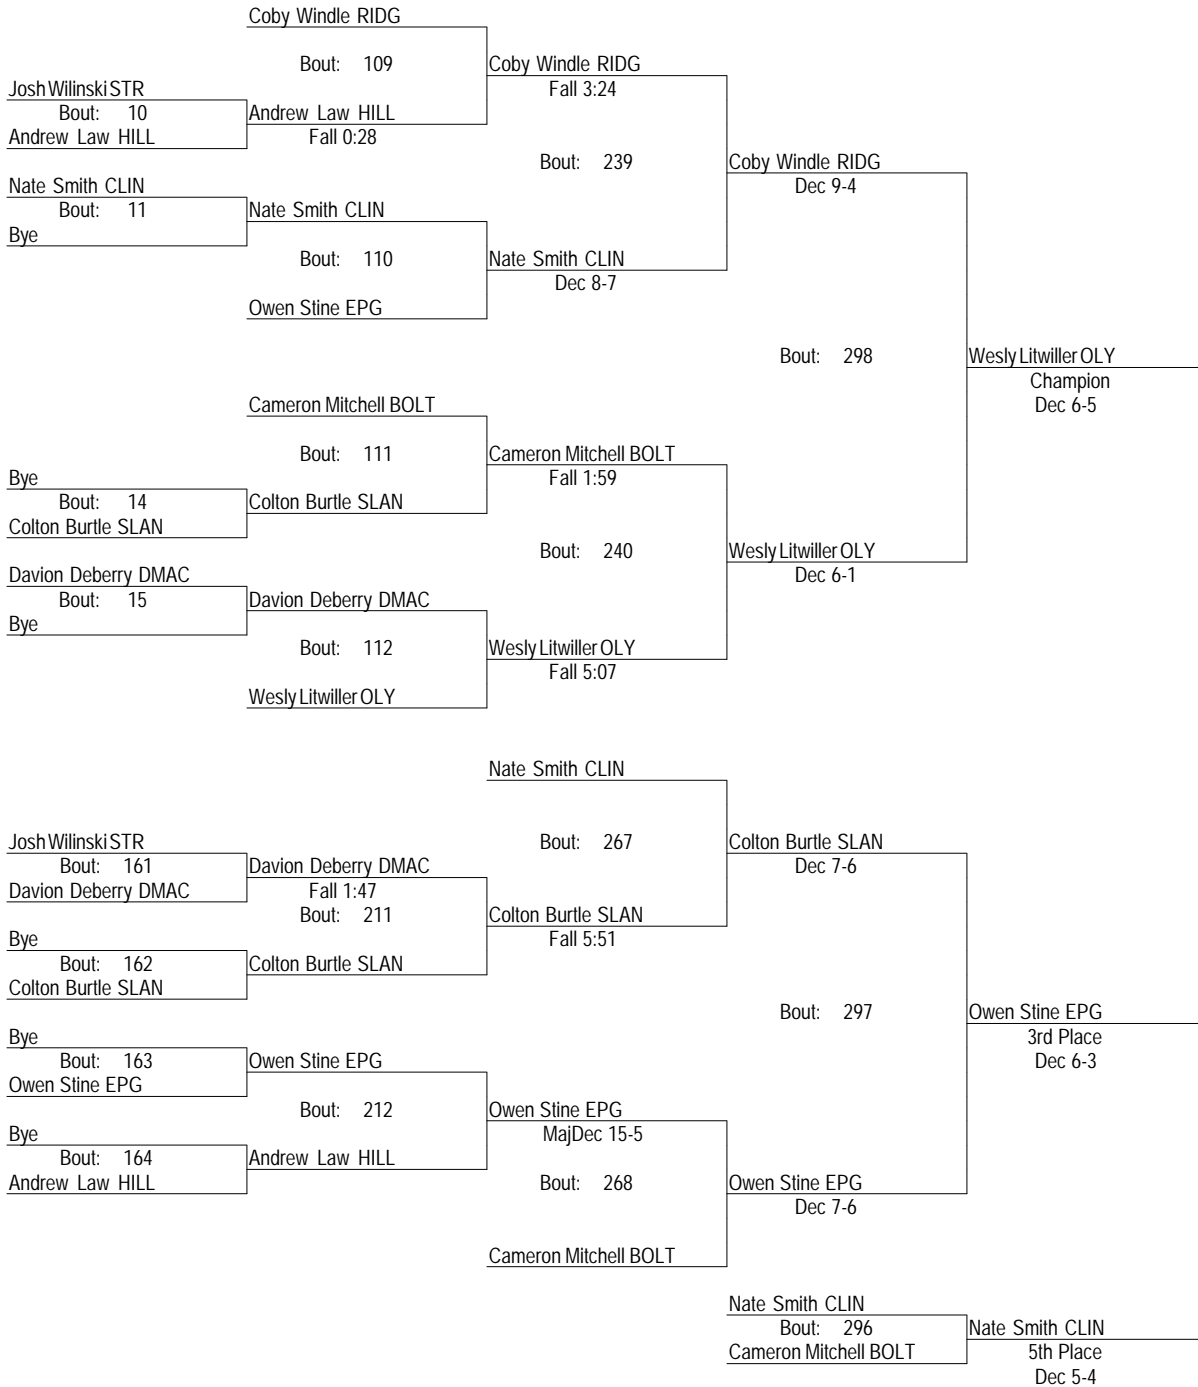 Coby Windle RIDG
Bout: 109
Coby Windle RIDG
Fall 3:24
Josh Wilinski STR
Bout: 10
Andrew Law HILL
Andrew Law HILL
Fall 0:28
Bout: 239
Coby Windle RIDG
Dec 9-4
Nate Smith CLIN
Bout: 11
Bye
Nate Smith CLIN
Bout: 110
Nate Smith CLIN
Dec 8-7
Owen Stine EPG
Bout: 298
Wesly Litwiller OLY
Champion
Dec 6-5
Cameron Mitchell BOLT
Bout: 111
Cameron Mitchell BOLT
Fall 1:59
Bye
Bout: 14
Colton Burtle SLAN
Colton Burtle SLAN
Bout: 240
Wesly Litwiller OLY
Dec 6-1
Davion Deberry DMAC
Bout: 15
Bye
Davion Deberry DMAC
Bout: 112
Wesly Litwiller OLY
Fall 5:07
Wesly Litwiller OLY
Nate Smith CLIN
Bout: 267
Colton Burtle SLAN
Dec 7-6
Josh Wilinski STR
Bout: 161
Davion Deberry DMAC
Davion Deberry DMAC
Fall 1:47
Bout: 211
Colton Burtle SLAN
Fall 5:51
Bye
Bout: 162
Colton Burtle SLAN
Colton Burtle SLAN
Bout: 297
Owen Stine EPG
3rd Place
Dec 6-3
Bye
Bout: 163
Owen Stine EPG
Owen Stine EPG
Bout: 212
Owen Stine EPG
MajDec 15-5
Bye
Bout: 164
Andrew Law HILL
Andrew Law HILL
Bout: 268
Owen Stine EPG
Dec 7-6
Cameron Mitchell BOLT
Nate Smith CLIN
Bout: 296
Cameron Mitchell BOLT
Nate Smith CLIN
5th Place
Dec 5-4